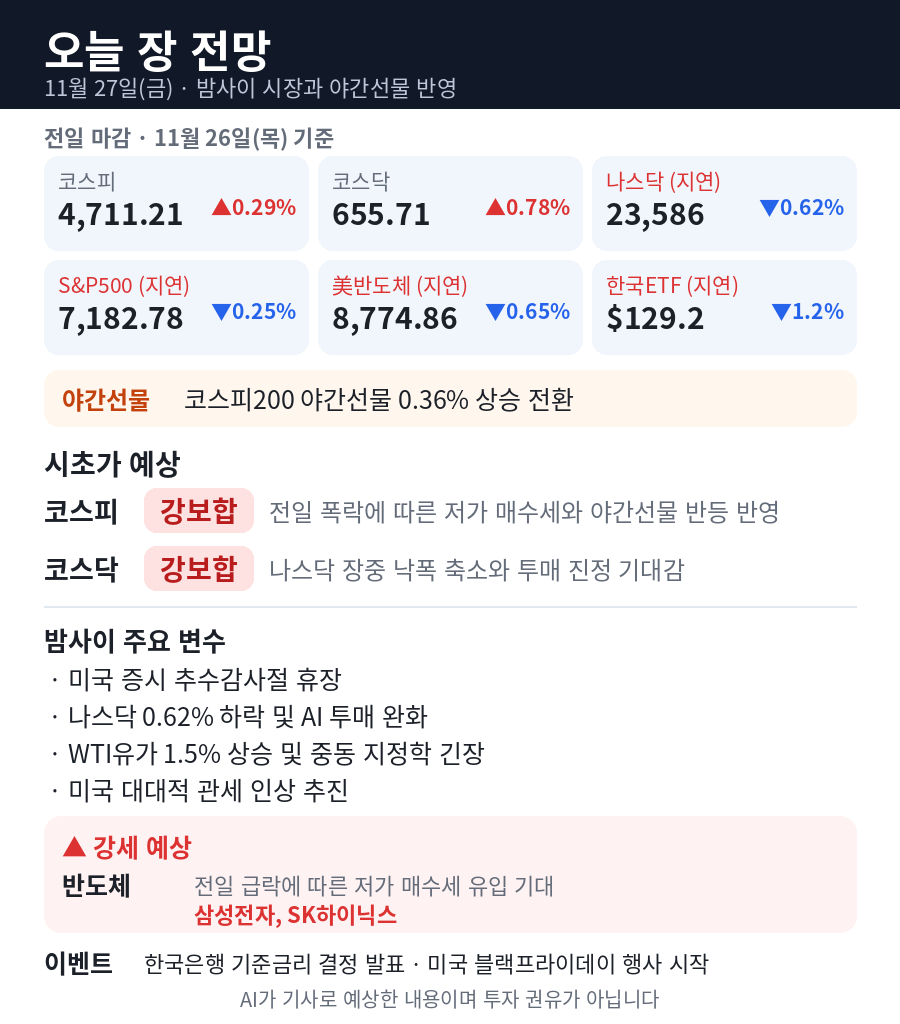 오늘 장 전망
11월 27일(금) · 밤사이 시장과 야간선물 반영
전일 마감 · 11월 26일(목) 기준
코스피
4,711.21 ▲0.29%
코스닥
655.71 ▲0.78%
나스닥 (지연)
23,586 ▼0.62%
S&P500 (지연)
7,182.78 ▼0.25%
美반도체 (지연)
8,774.86 ▼0.65%
한국ETF (지연)
$129.2 ▼1.2%
야간선물 코스피200 야간선물 0.36% 상승 전환
시초가 예상
코스피 강보합 전일 폭락에 따른 저가 매수세와 야간선물 반등 반영
코스닥 강보합 나스닥 장중 낙폭 축소와 투매 진정 기대감
밤사이 주요 변수
· 미국 증시 추수감사절 휴장
· 나스닥 0.62% 하락 및 AI 투매 완화
· WTI유가 1.5% 상승 및 중동 지정학 긴장
· 미국 대대적 관세 인상 추진
▲ 강세 예상
반도체 전일 급락에 따른 저가 매수세 유입 기대
삼성전자, SK하이닉스
이벤트 한국은행 기준금리 결정 발표 · 미국 블랙프라이데이 행사 시작
AI가 기사로 예상한 내용이며 투자 권유가 아닙니다